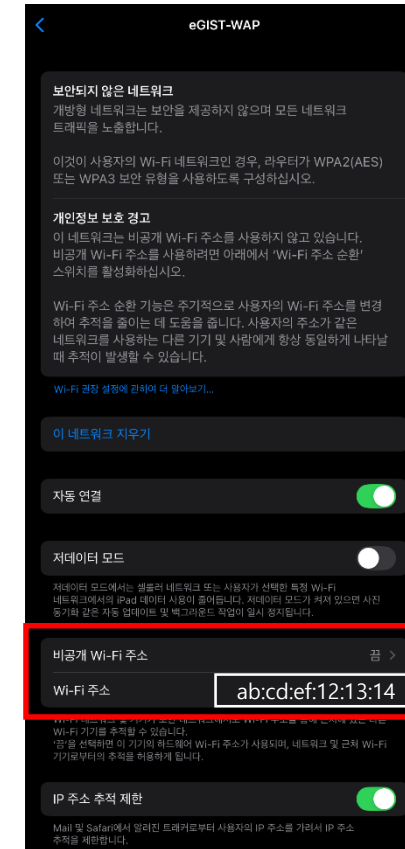 eGIST-WAP
보안되지 않은 네트워크
개방형 네트워크는 보안을 제공하지 않으며 모든 네트워크
트래픽을 노출합니다.
이것이 사용자의 Wi-Fi 네트워크인 경우, 라우터가 WPA2(AES)
또는 WPA3 보안 유형을 사용하도록 구성하십시오.
개인정보 보호 경고
이 네트워크는 비공개 Wi-Fi 주소를 사용하지 않고 있습니다.
비공개 Wi-Fi 주소를 사용하려면 아래에서 'Wi-Fi 주소 순환'
스위치를 활성화하십시오.
Wi-Fi 주소 순환 기능은 주기적으로 사용자의 Wi-Fi 주소를 변경
하여 추적을 줄이는 데 도움을 줍니다. 사용자의 주소가 같은
네트워크를 사용하는 다른 기기 및 사람에게 항상 동일하게 나타날
때 추적이 발생할 수 있습니다.
Wi-Fi 권장 설정에 관하여 더 알아보기...
이 네트워크 지우기
자동 연결
저데이터 모드
저데이터 모드에서는 셀룰러 네트워크 또는 사용자가 선택한 특정 Wi-Fi
네트워크에서의 iPad 데이터 사용이 줄어듭니다. 저데이터 모드가 켜져 있으면 사진
동기화 같은 자동 업데이트 및 백그라운드 작업이 일시 정지됩니다.
비공개 Wi-Fi 주소
끔
Wi-Fi 주소
ab:cd:ef:12:13:14
Wi-Fi 기기를 추적할 수 있습니다.
'끔'을 선택하면 이 기기의 하드웨어 Wi-Fi 주소가 사용되며, 네트워크 및 근처 Wi-Fi
기기로부터의 추적을 허용하게 됩니다.
IP 주소 추적 제한
Mail 및 Safari에서 알려진 트래커로부터 사용자의 IP 주소를 가려서 IP 주소
추적을 제한합니다.